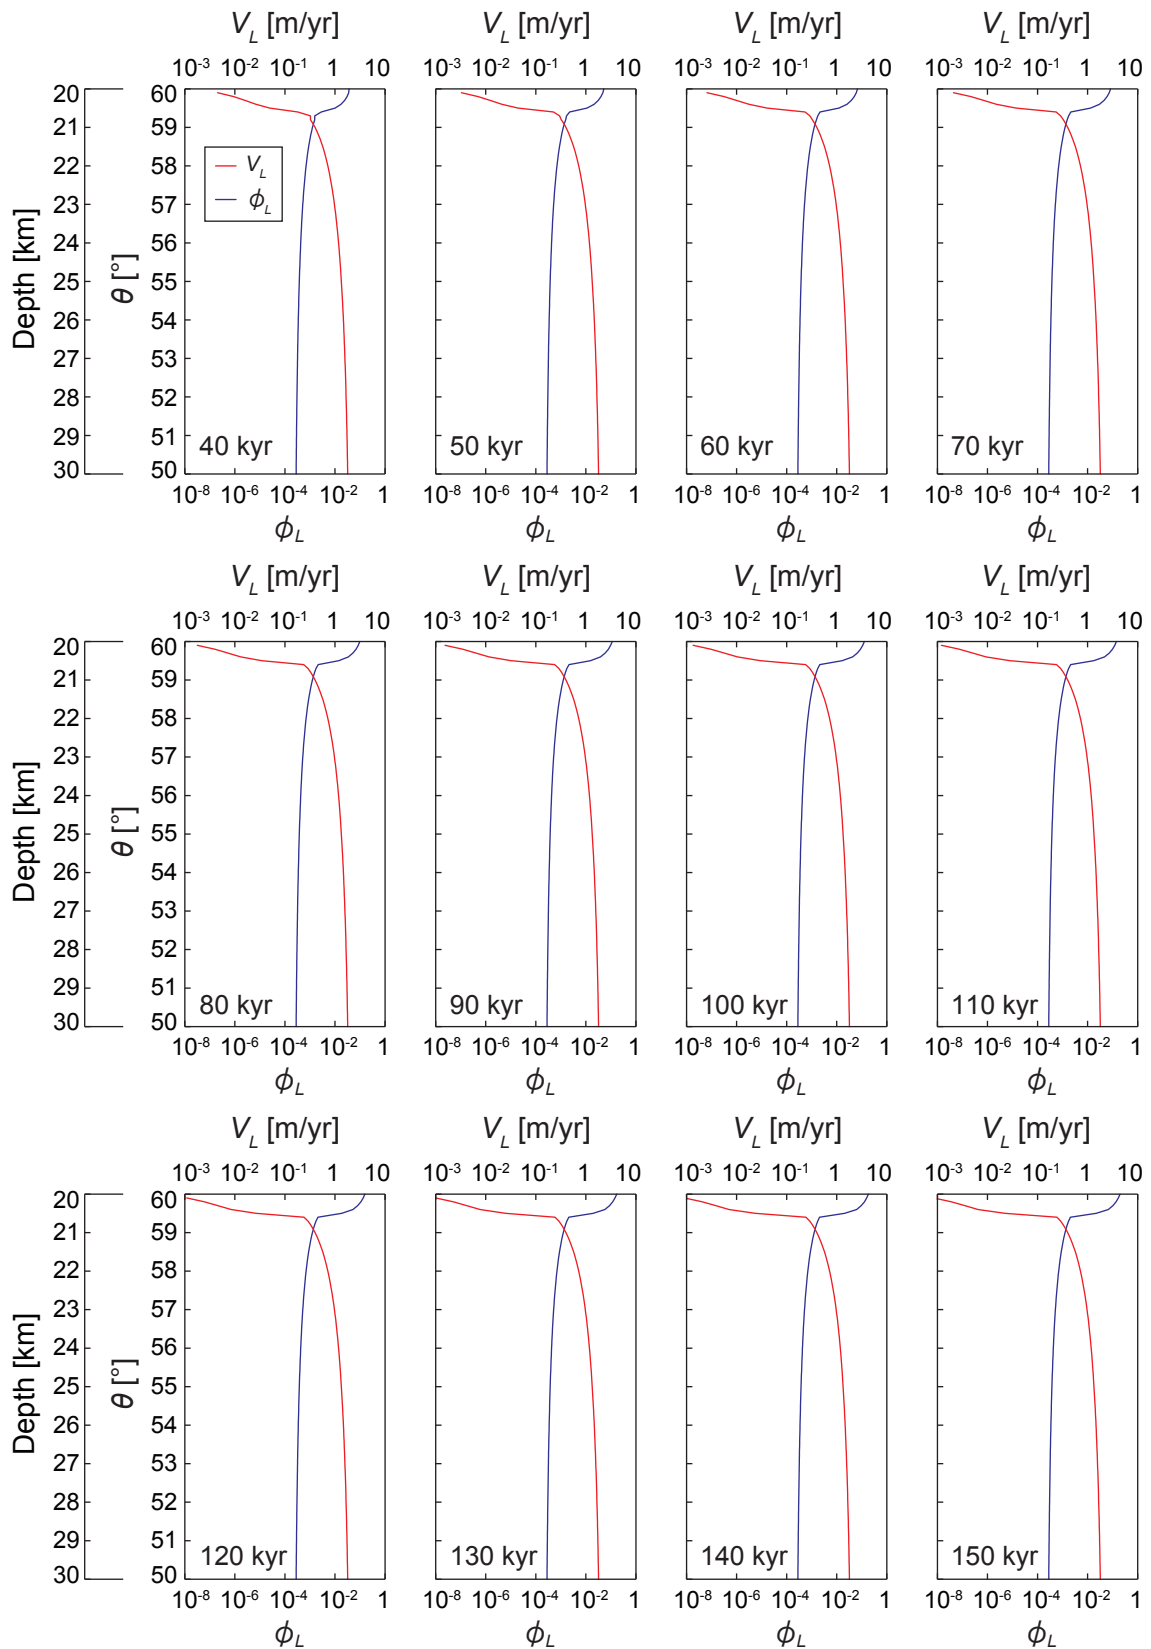 V_L [m/yr] V_L [m/yr] V_L [m/yr] V_L [m/yr]
10⁻³ 10⁻² 10⁻¹ 1 10 10⁻³ 10⁻² 10⁻¹ 1 10 10⁻³ 10⁻² 10⁻¹ 1 10 10⁻³ 10⁻² 10⁻¹ 1 10
20 60
21 59
22 58
V_L
ϕ_L
23 57
24 56
25 55
26 54
27 53
28 52
29 51
30 50
Depth [km]
θ [°]
40 kyr 50 kyr 60 kyr 70 kyr
10⁻⁸ 10⁻⁶ 10⁻⁴ 10⁻² 1 10⁻⁸ 10⁻⁶ 10⁻⁴ 10⁻² 1 10⁻⁸ 10⁻⁶ 10⁻⁴ 10⁻² 1 10⁻⁸ 10⁻⁶ 10⁻⁴ 10⁻² 1
ϕ_L ϕ_L ϕ_L ϕ_L
V_L [m/yr] V_L [m/yr] V_L [m/yr] V_L [m/yr]
10⁻³ 10⁻² 10⁻¹ 1 10 10⁻³ 10⁻² 10⁻¹ 1 10 10⁻³ 10⁻² 10⁻¹ 1 10 10⁻³ 10⁻² 10⁻¹ 1 10
20 60
21 59
22 58
23 57
24 56
25 55
26 54
27 53
28 52
29 51
30 50
Depth [km]
θ [°]
80 kyr 90 kyr 100 kyr 110 kyr
10⁻⁸ 10⁻⁶ 10⁻⁴ 10⁻² 1 10⁻⁸ 10⁻⁶ 10⁻⁴ 10⁻² 1 10⁻⁸ 10⁻⁶ 10⁻⁴ 10⁻² 1 10⁻⁸ 10⁻⁶ 10⁻⁴ 10⁻² 1
ϕ_L ϕ_L ϕ_L ϕ_L
V_L [m/yr] V_L [m/yr] V_L [m/yr] V_L [m/yr]
10⁻³ 10⁻² 10⁻¹ 1 10 10⁻³ 10⁻² 10⁻¹ 1 10 10⁻³ 10⁻² 10⁻¹ 1 10 10⁻³ 10⁻² 10⁻¹ 1 10
20 60
21 59
22 58
23 57
24 56
25 55
26 54
27 53
28 52
29 51
30 50
Depth [km]
θ [°]
120 kyr 130 kyr 140 kyr 150 kyr
10⁻⁸ 10⁻⁶ 10⁻⁴ 10⁻² 1 10⁻⁸ 10⁻⁶ 10⁻⁴ 10⁻² 1 10⁻⁸ 10⁻⁶ 10⁻⁴ 10⁻² 1 10⁻⁸ 10⁻⁶ 10⁻⁴ 10⁻² 1
ϕ_L ϕ_L ϕ_L ϕ_L